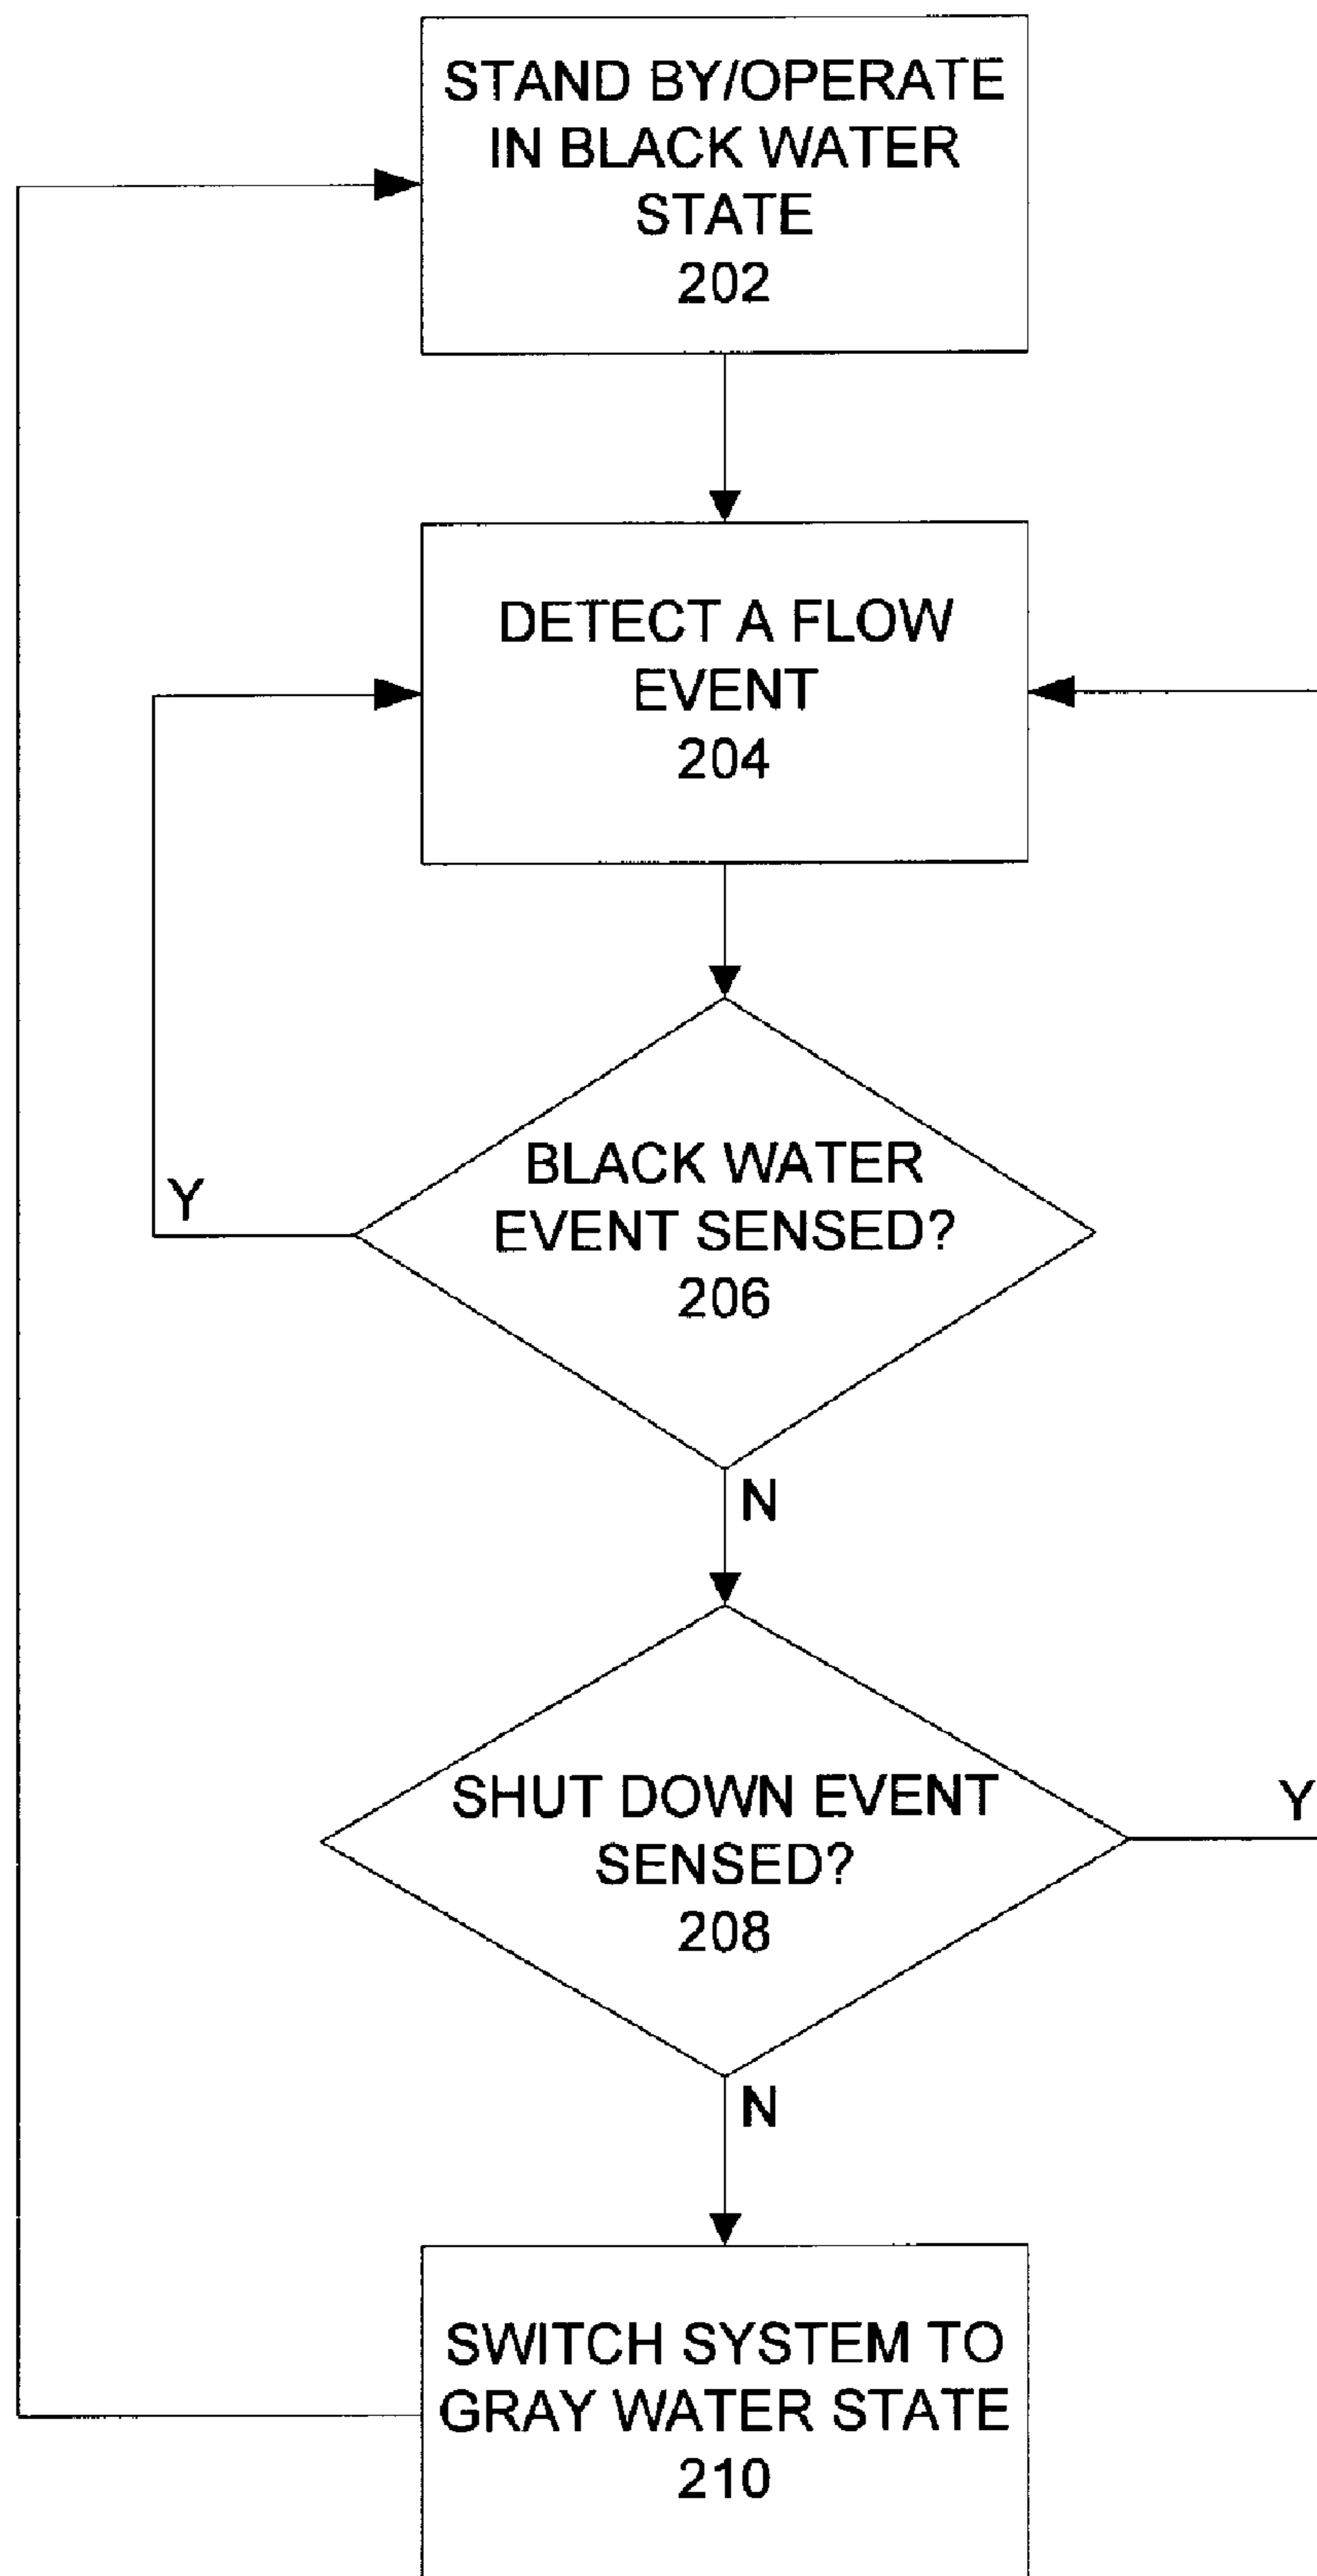 STAND BY/OPERATE
IN BLACK WATER
STATE
202
DETECT A FLOW
EVENT
204
BLACK WATER
EVENT SENSED?
206
Y
N
SHUT DOWN EVENT
SENSED?
208
Y
N
SWITCH SYSTEM TO
GRAY WATER STATE
210